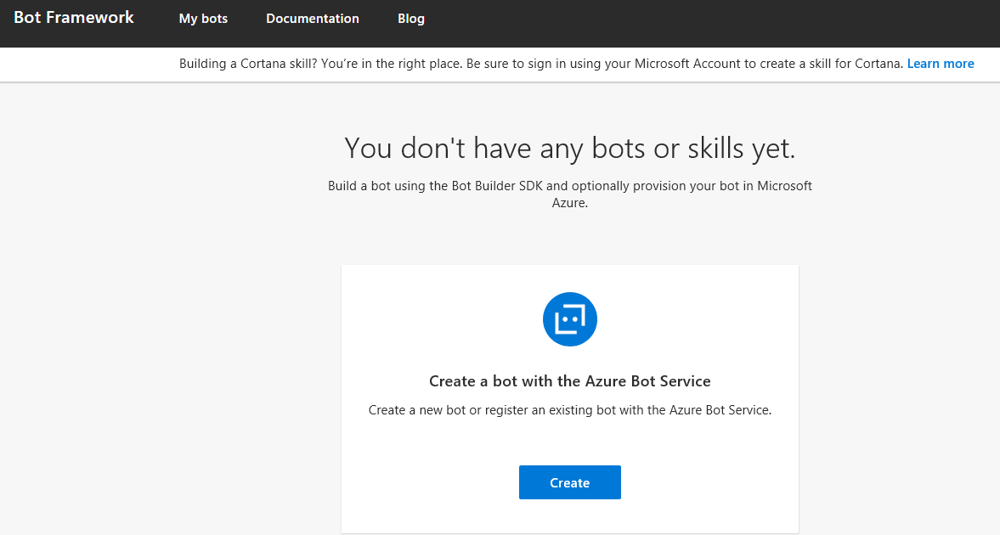 Bot Framework My bots Documentation Blog
Building a Cortana skill? You’re in the right place. Be sure to sign in using your Microsoft Account to create a skill for Cortana. Learn more
You don't have any bots or skills yet.
Build a bot using the Bot Builder SDK and optionally provision your bot in Microsoft
Azure.
Create a bot with the Azure Bot Service
Create a new bot or register an existing bot with the Azure Bot Service.
Create